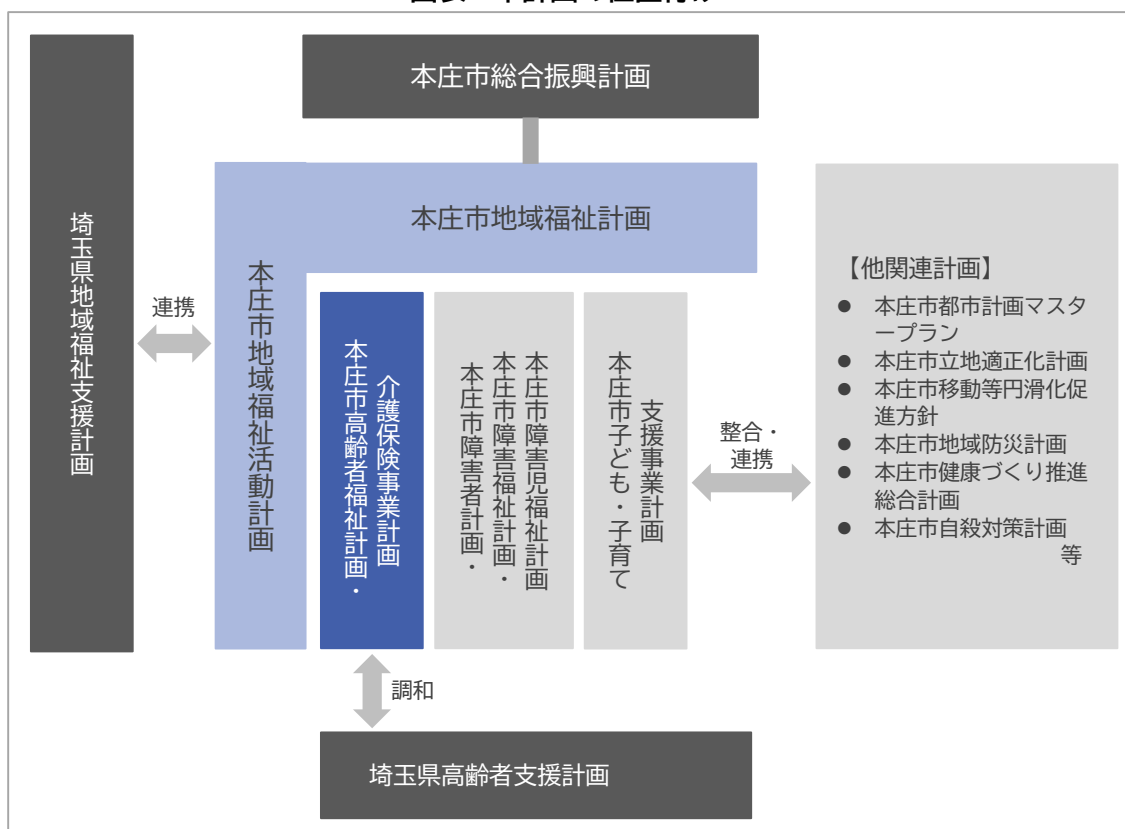 本庄市総合振興計画
埼玉県地域福祉支援計画
連携
本庄市地域福祉計画
本庄市地域福祉活動計画
本庄市高齢者福祉計画・
介護保険事業計画
本庄市障害者計画・
本庄市障害福祉計画・
本庄市障害児福祉計画
本庄市子ども・子育て
支援事業計画
整合・
連携
【他関連計画】
● 本庄市都市計画マスタ
ープラン
● 本庄市立地適正化計画
● 本庄市移動等円滑化促
進方針
● 本庄市地域防災計画
● 本庄市健康づくり推進
総合計画
● 本庄市自殺対策計画
等
調和
埼玉県高齢者支援計画